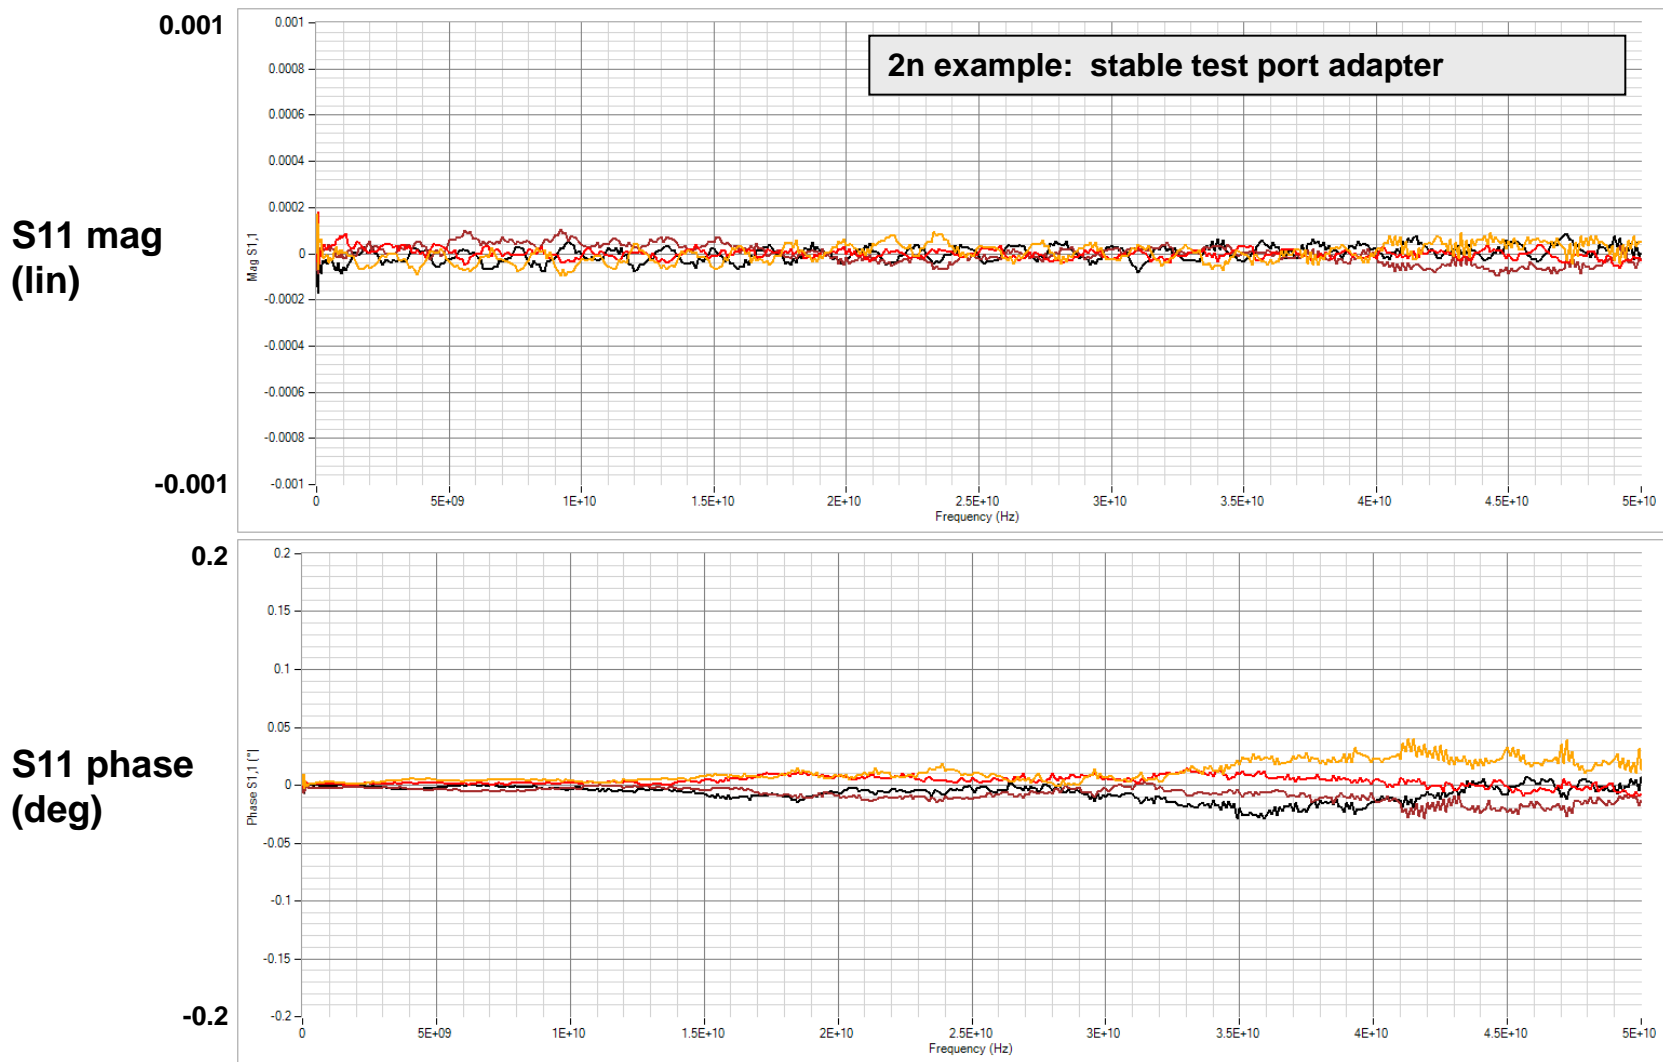 0.001
2n example: stable test port adapter
S11 mag
(lin)
-0.001
0.001
0.0008
0.0006
0.0004
0.0002
0
-0.0002
-0.0004
-0.0006
-0.0008
-0.001
Mag S1,1
0 5E+09 1E+10 1.5E+10 2E+10 2.5E+10 3E+10 3.5E+10 4E+10 4.5E+10 5E+10
Frequency (Hz)
0.2
S11 phase
(deg)
-0.2
0.2
0.15
0.1
0.05
0
-0.05
-0.1
-0.15
-0.2
Phase S1,1 [°]
0 5E+09 1E+10 1.5E+10 2E+10 2.5E+10 3E+10 3.5E+10 4E+10 4.5E+10 5E+10
Frequency (Hz)